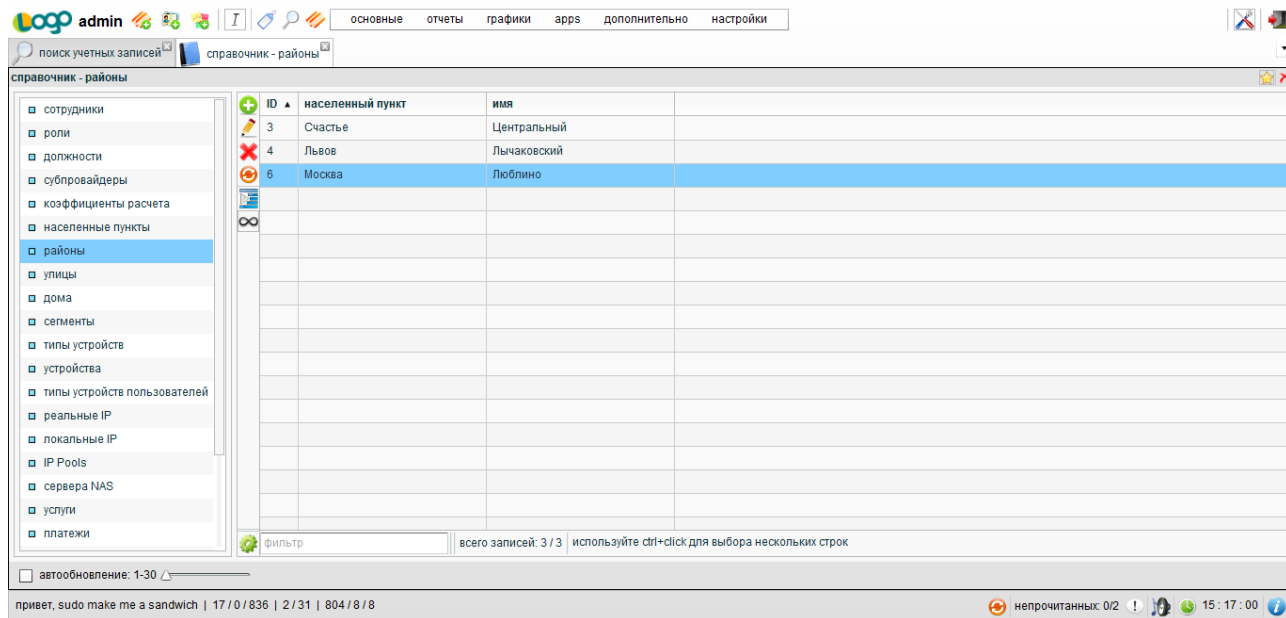 Logo admin I основные отчеты графики apps дополнительно настройки
поиск учетных записей справочник - районы
справочник - районы
сотрудники
роли
должности
субпровайдеры
коэффициенты расчета
населенные пункты
районы
улицы
дома
сегменты
типы устройств
устройства
типы устройств пользователей
реальные IP
локальные IP
IP Pools
сервера NAS
услуги
платежи
ID ▲ населенный пункт имя
3 Счастье Центральный
4 Львов Лычаковский
6 Москва Люблино
фильтр всего записей: 3 / 3 используйте ctrl+click для выбора нескольких строк
автообновление: 1-30
привет, sudo make me a sandwich | 17 / 0 / 836 | 2 / 31 | 804 / 8 / 8 непрочитанных: 0/2 ! 15 : 17 : 00